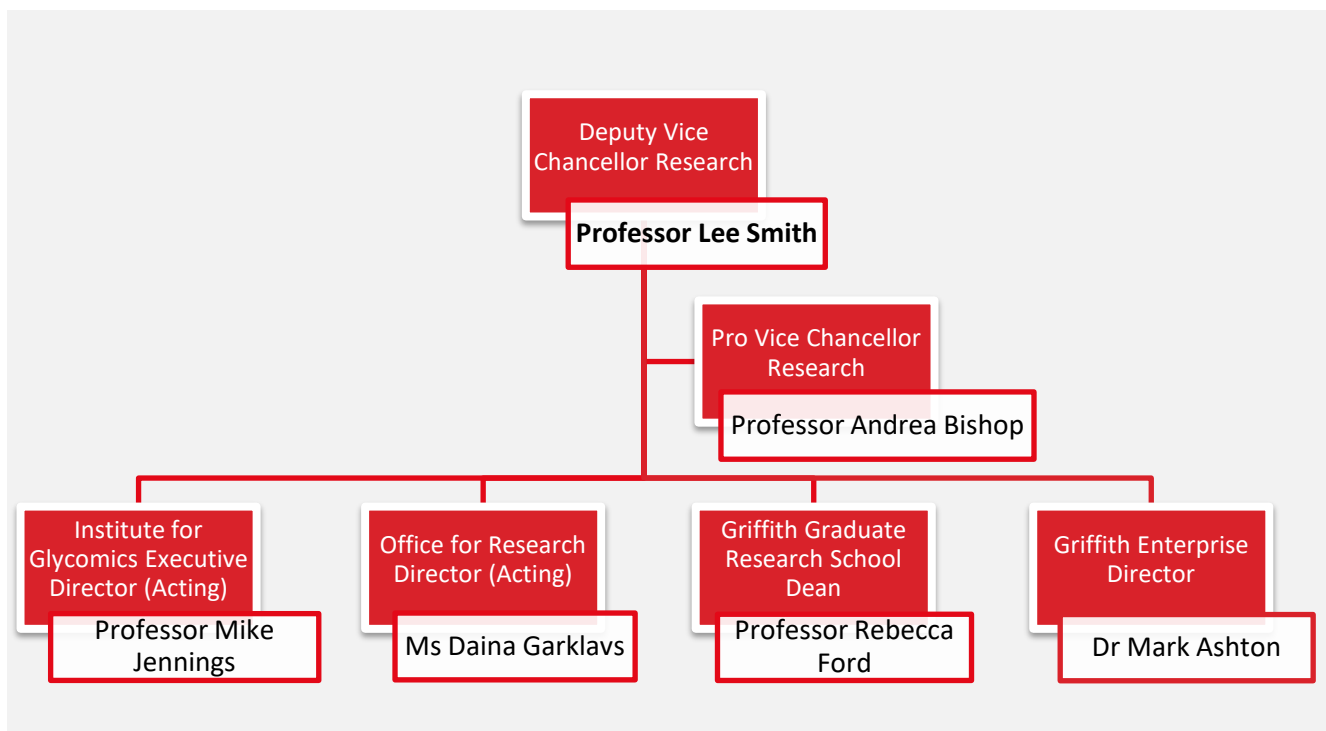 Deputy Vice
Chancellor Research
Professor Lee Smith
Pro Vice Chancellor
Research
Professor Andrea Bishop
Institute for
Glycomics Executive
Director (Acting)
Professor Mike
Jennings
Office for Research
Director (Acting)
Ms Daina Garklavs
Griffith Graduate
Research School
Dean
Professor Rebecca
Ford
Griffith Enterprise
Director
Dr Mark Ashton